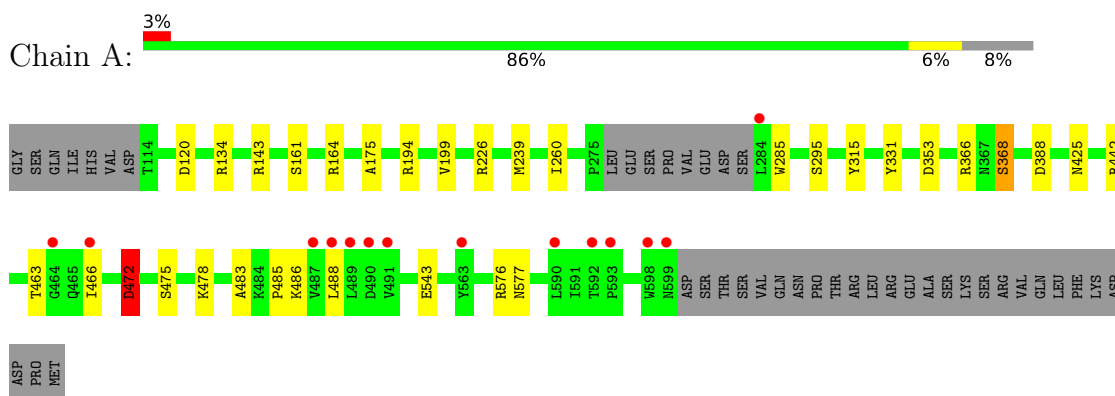 3%
Chain A:
86% 6% 8%
GLY SER GLN ILE HIS VAL ASP T114 D120 R134 R143 S161 R164 A175 R194 V199 R226 M239 I260 P275 LEU GLU SER PRO VAL GLU ASP SER L284 W285 S295 Y315 Y331 D353 R366 N367 S368 D388 N425
T463 G464 Q465 I466 D472 S475 K478 A483 K484 P485 K486 V487 L488 L489 D490 V491 E543 Y563 R576 N577 L590 I591 T592 P593 W598 N599 ASP SER THR SER VAL GLN ASN PRO THR ARG LEU ARG GLU ALA SER LYS SER ARG VAL GLN LEU PHE LYS ASP
ASP PRO MET